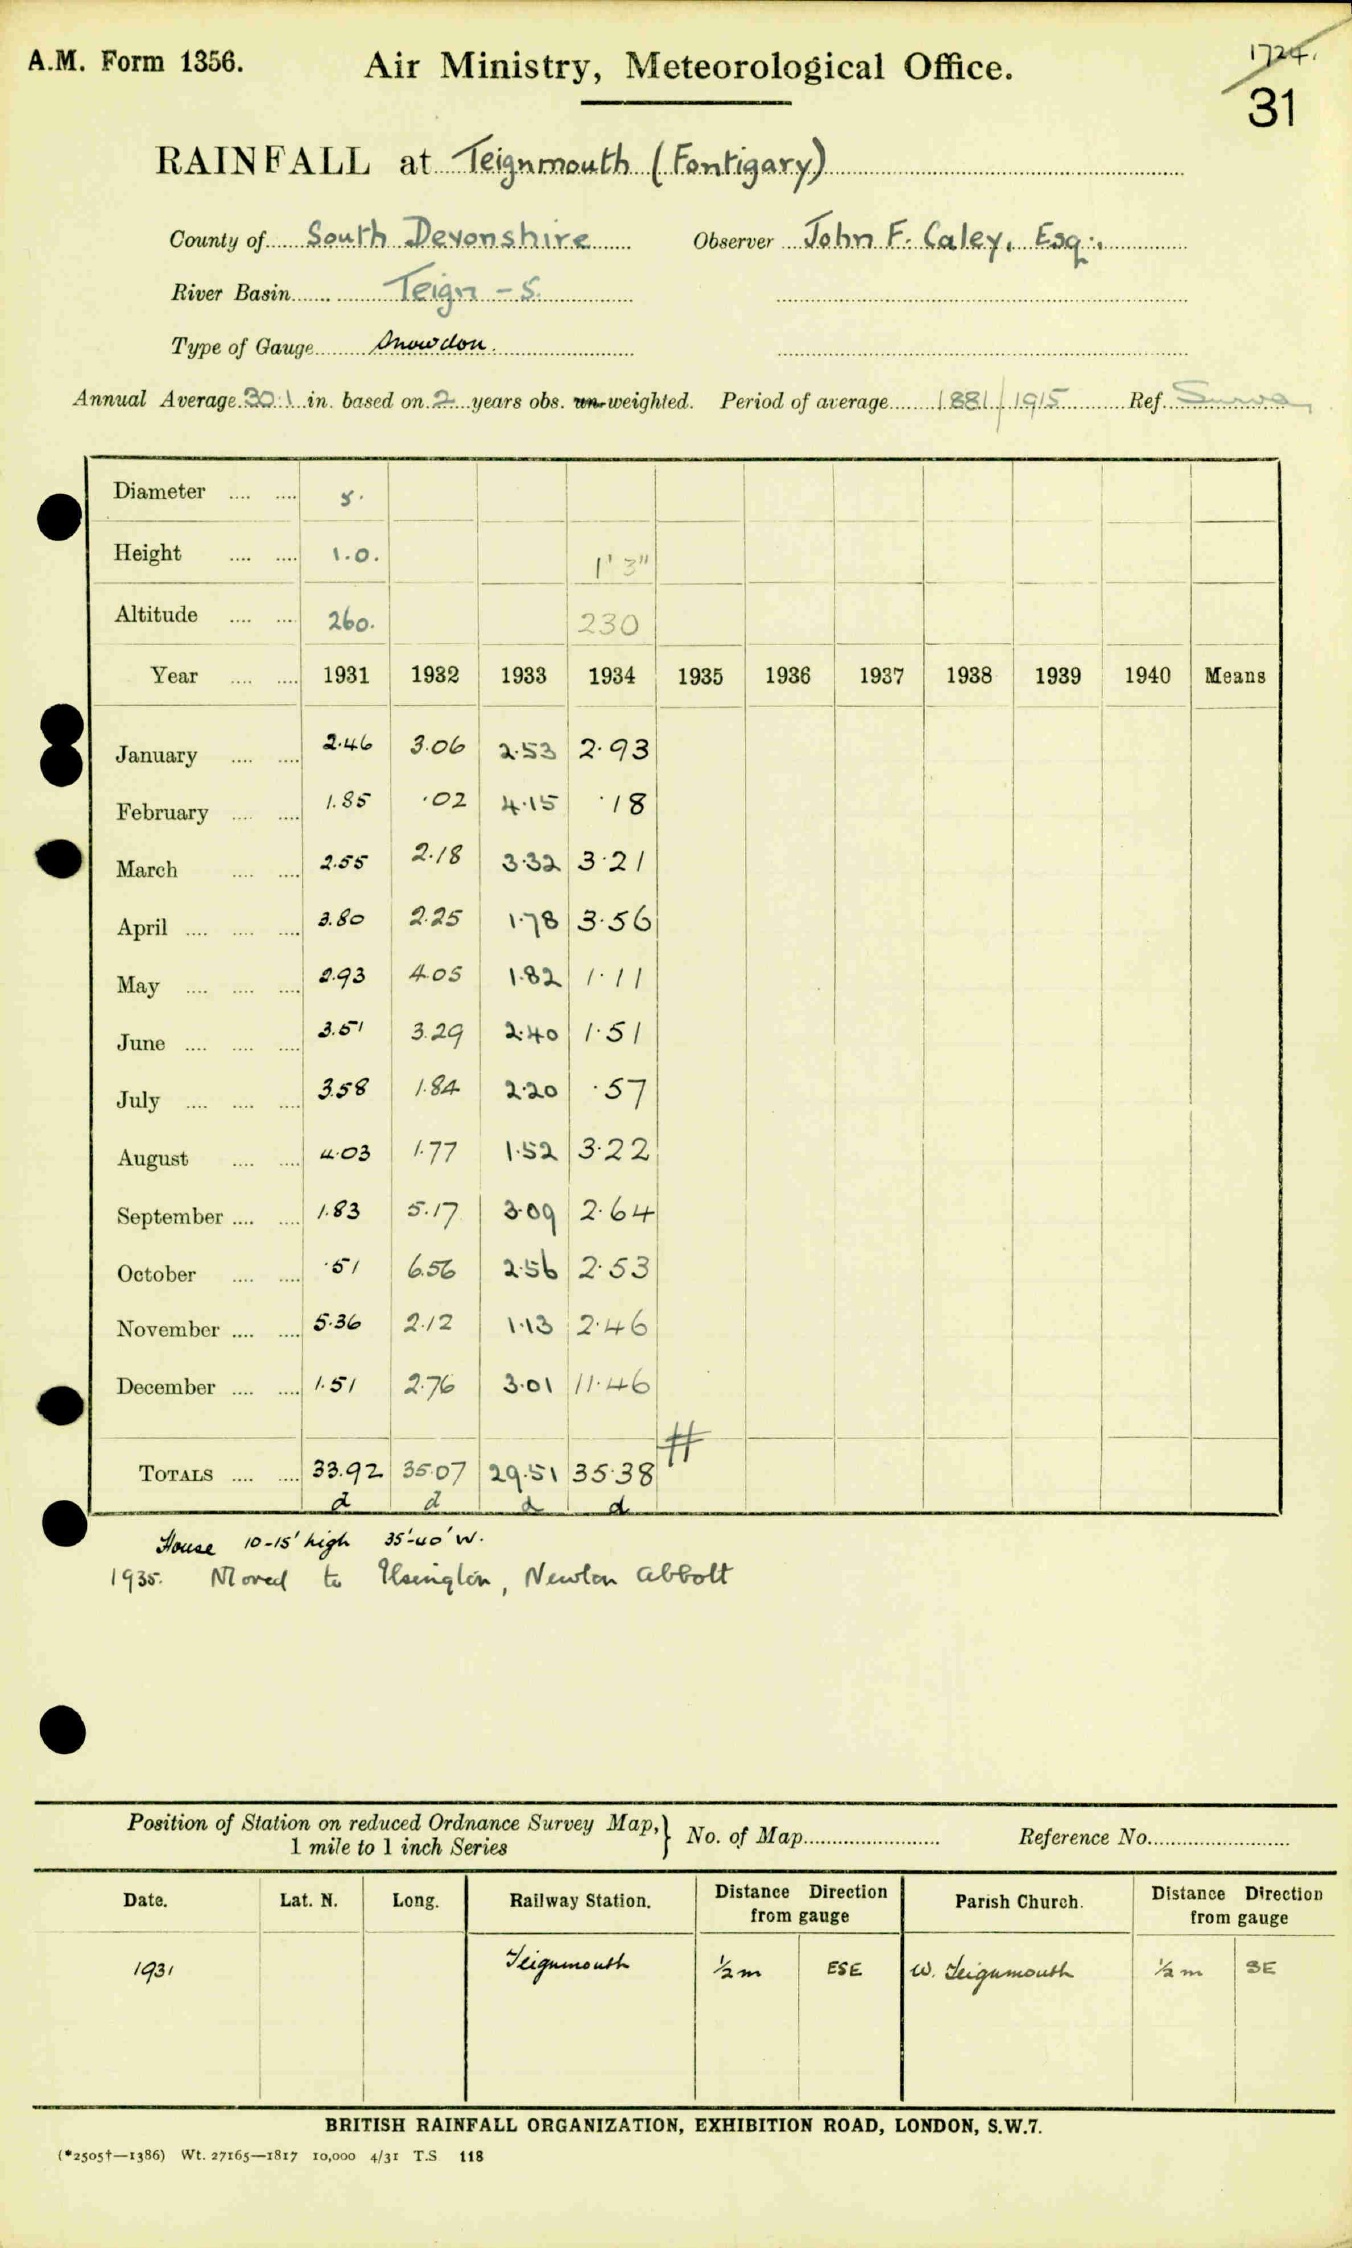 A.M. Form 1356.
Air Ministry, Meteorological Office.
1724.
31
RAINFALL at Teignmouth (Fontigary)
County of South Devonshire Observer John F. Caley, Esq.
River Basin Teign - S.
Type of Gauge Snowdon.
Annual Average 30.1 in. based on 2 years obs. un-weighted. Period of average 1881/1915 Ref.
Diameter .... .... 5.
Height .... .... 1.0. 1' 3"
Altitude .... .... 260. 230
Year .... .... 1931 1932 1933 1934 1935 1936 1937 1938 1939 1940 Means
January .... .... 2.46 3.06 2.53 2.93
February .... .... 1.85 .02 4.15 .18
March .... .... 2.55 2.18 3.32 3.21
April .... .... .... 3.80 2.25 1.78 3.56
May .... .... .... 2.93 4.05 1.82 1.11
June .... .... .... 3.51 3.29 2.40 1.51
July .... .... .... 3.58 1.84 2.20 .57
August .... .... 4.03 1.77 1.52 3.22
September .... .... 1.83 5.17 3.09 2.64
October .... .... .51 6.56 2.56 2.53
November .... .... 5.36 2.12 1.13 2.46
December .... .... 1.51 2.76 3.01 11.46
#
TOTALS .... .... 33.92 35.07 29.51 35.38
d d d d
House 10-15' high 35'-40' W.
1935. Moved to Ilsington, Newton Abbott
Position of Station on reduced Ordnance Survey Map, 1 mile to 1 inch Series } No. of Map Reference No.
Date. Lat. N. Long. Railway Station. Distance Direction from gauge Parish Church. Distance Direction from gauge
1931 Teignmouth ½ m ESE W. Teignmouth ½ m SE
BRITISH RAINFALL ORGANIZATION, EXHIBITION ROAD, LONDON, S.W.7.
(*2505†—1386) Wt. 27165—1817 10,000 4/31 T.S 118